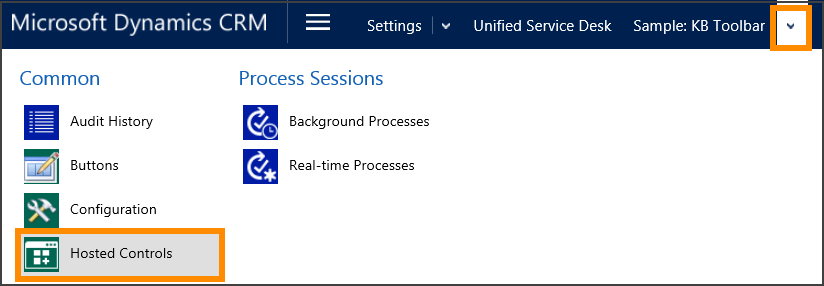 Microsoft Dynamics CRM Settings Unified Service Desk Sample: KB Toolbar
Common Process Sessions
Audit History Background Processes
Buttons Real-time Processes
Configuration
Hosted Controls